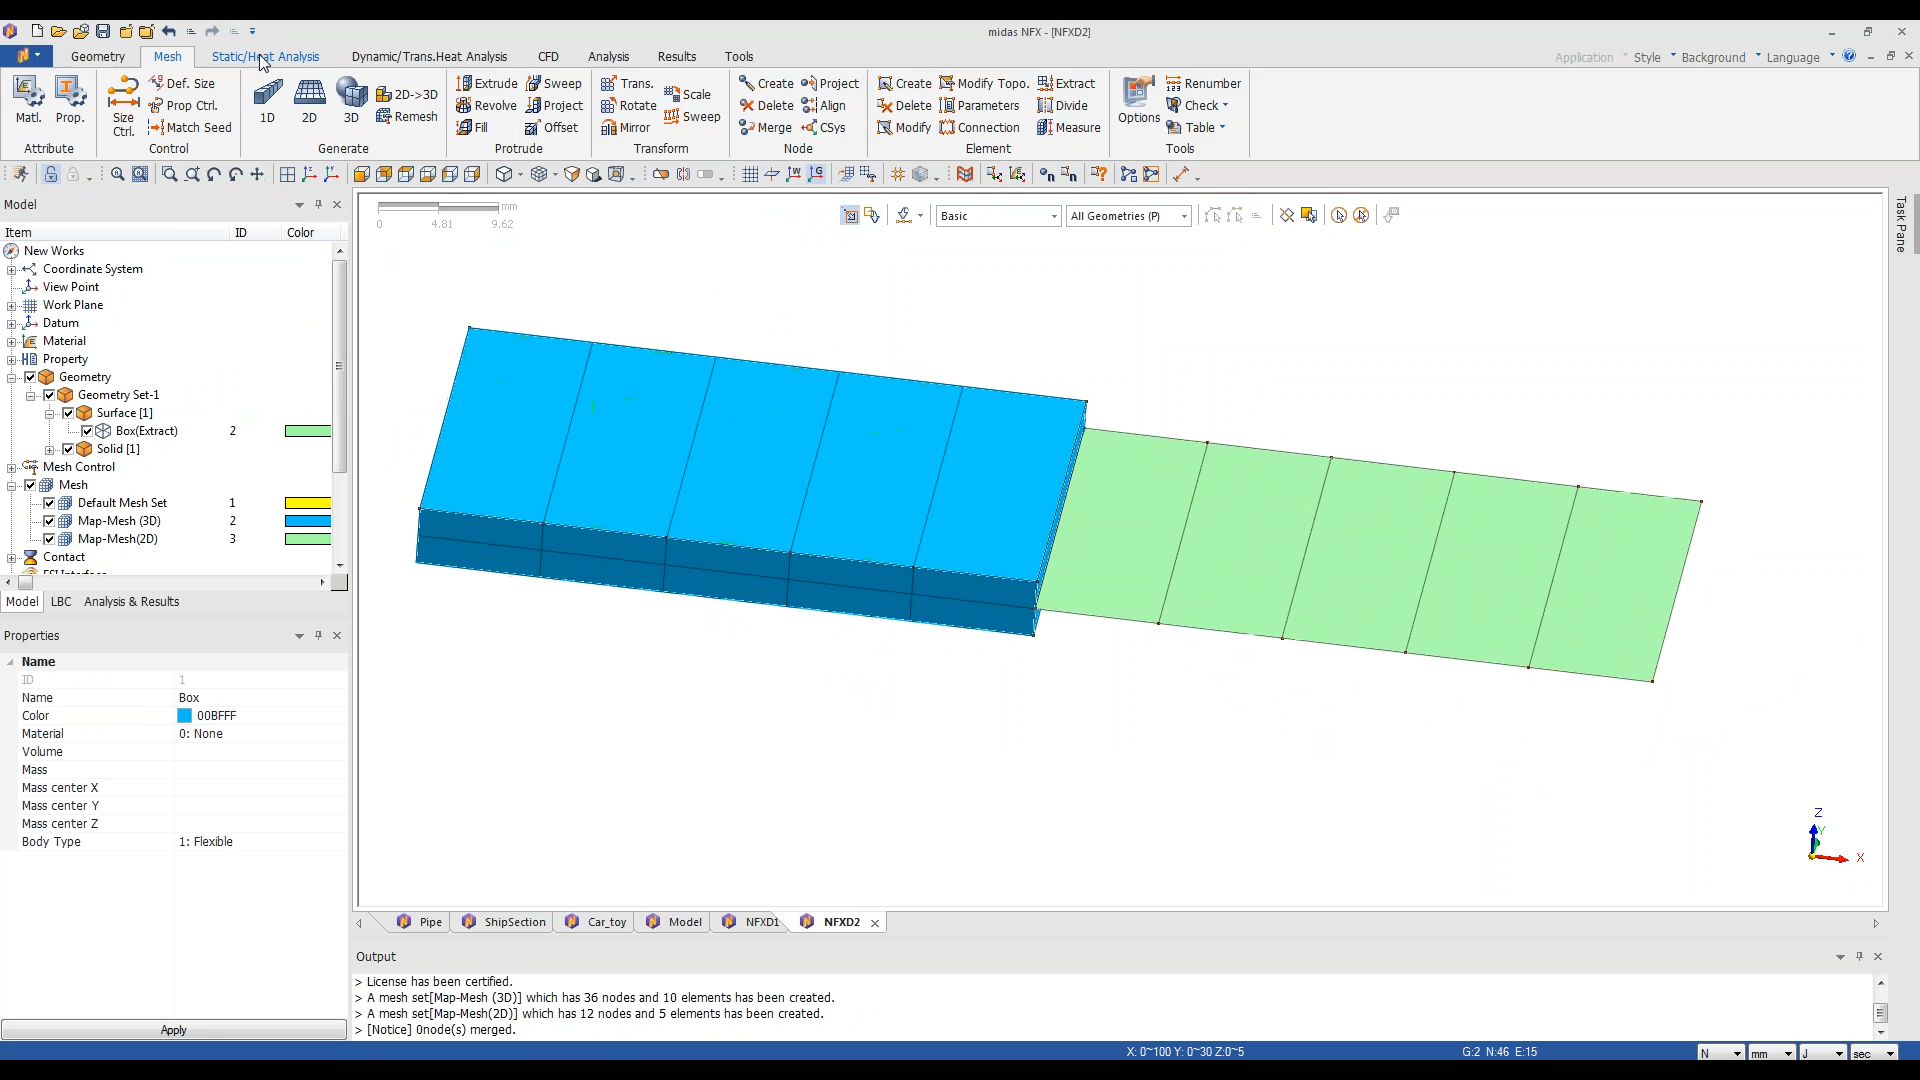 midas NFX - [NFXD2]
Geometry Mesh Static/Heat Analysis Dynamic/Trans.Heat Analysis CFD Analysis Results Tools
Application Style Background Language
Matl. Prop. Size Ctrl. Def. Size Prop Ctrl. Match Seed
1D 2D 3D 2D->3D Remesh
Extrude Sweep Revolve Project Fill Offset
Trans. Scale Rotate Sweep Mirror
Create Project Delete Align Merge CSys
Create Modify Topo. Extract Delete Parameters Divide Modify Connection Measure
Options Renumber Check Table
Attribute Control Generate Protrude Transform Node Element Tools
Model
Item ID Color
New Works
Coordinate System
View Point
Work Plane
Datum
Material
Property
Geometry
Geometry Set-1
Surface [1]
Box(Extract) 2
Solid [1]
Mesh Control
Mesh
Default Mesh Set 1
Map-Mesh (3D) 2
Map-Mesh(2D) 3
Contact
Model LBC Analysis & Results
Properties
Name
ID 1
Name Box
Color 00BFFF
Material 0: None
Volume
Mass
Mass center X
Mass center Y
Mass center Z
Body Type 1: Flexible
Apply
mm
0 4.81 9.62
Basic All Geometries (P)
Task Pane
Z
Y
X
Pipe ShipSection Car_toy Model NFXD1 NFXD2
Output
> License has been certified.
> A mesh set[Map-Mesh (3D)] which has 36 nodes and 10 elements has been created.
> A mesh set[Map-Mesh(2D)] which has 12 nodes and 5 elements has been created.
> [Notice] 0node(s) merged.
X: 0~100 Y: 0~30 Z:0~5 G:2 N:46 E:15 N mm J sec